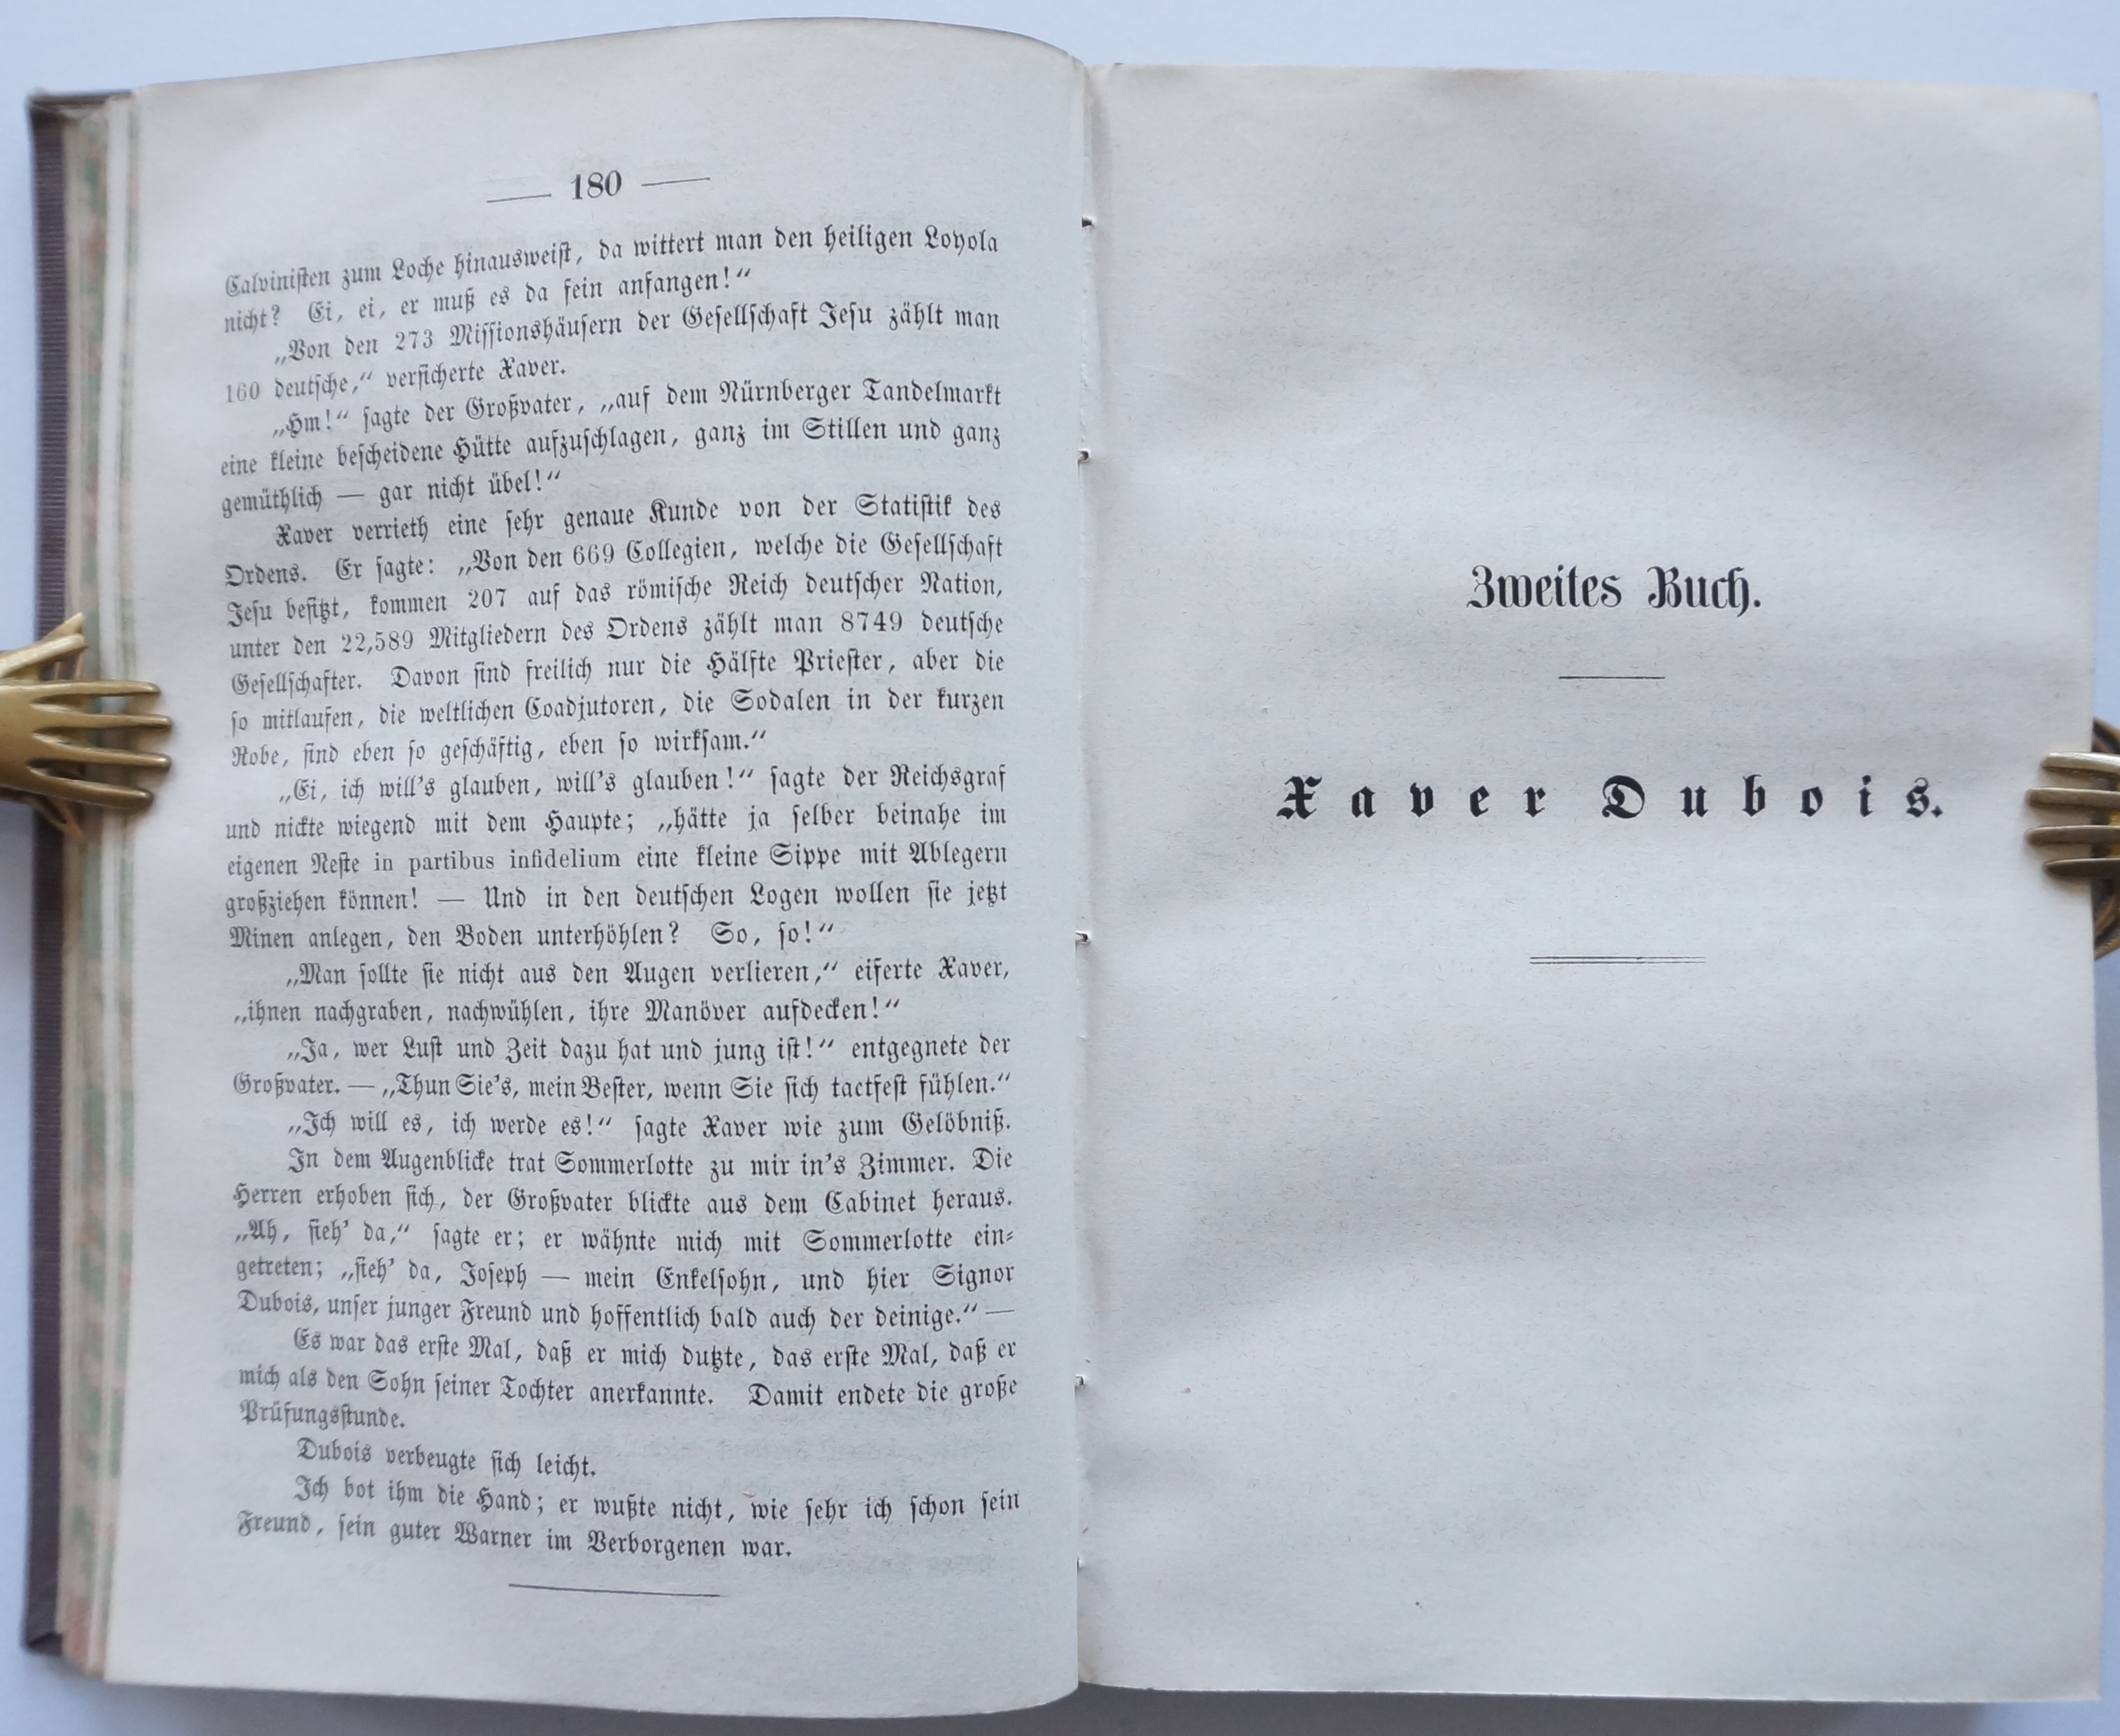 — 180 —
Calvinisten zum Loche hinausweist, da wittert man den heiligen Loyola
nicht? Ei, ei, er muß es da fein anfangen!“
„Von den 273 Missionshäusern der Gesellschaft Jesu zählt man
160 deutsche,“ versicherte Xaver.
„Hm!“ sagte der Großvater, „auf dem Nürnberger Tandelmarkt
eine kleine bescheidene Hütte aufzuschlagen, ganz im Stillen und ganz
gemüthlich — gar nicht übel!“
Xaver verrieth eine sehr genaue Kunde von der Statistik des
Ordens. Er sagte: „Von den 669 Collegien, welche die Gesellschaft
Jesu besitzt, kommen 207 auf das römische Reich deutscher Nation,
unter den 22,589 Mitgliedern des Ordens zählt man 8749 deutsche
Gesellschafter. Davon sind freilich nur die Hälfte Priester, aber die
so mitlaufen, die weltlichen Coadjutoren, die Sodalen in der kurzen
Robe, sind eben so geschäftig, eben so wirksam.“
„Ei, ich will's glauben, will's glauben!“ sagte der Reichsgraf
und nickte wiegend mit dem Haupte; „hätte ja selber beinahe im
eigenen Neste in partibus infidelium eine kleine Sippe mit Ablegern
großziehen können! — Und in den deutschen Logen wollen sie jetzt
Minen anlegen, den Boden unterhöhlen? So, so!“
„Man sollte sie nicht aus den Augen verlieren,“ eiferte Xaver,
„ihnen nachgraben, nachwühlen, ihre Manöver aufdecken!“
„Ja, wer Lust und Zeit dazu hat und jung ist!“ entgegnete der
Großvater. — „Thun Sie's, mein Bester, wenn Sie sich tactfest fühlen.“
„Ich will es, ich werde es!“ sagte Xaver wie zum Gelöbniß.
In dem Augenblicke trat Sommerlotte zu mir in's Zimmer. Die
Herren erhoben sich, der Großvater blickte aus dem Cabinet heraus.
„Ah, sieh' da,“ sagte er; er wähnte mich mit Sommerlotte ein-
getreten; „sieh' da, Joseph — mein Enkelsohn, und hier Signor
Dubois, unser junger Freund und hoffentlich bald auch der deinige.“ —
Es war das erste Mal, daß er mich dutzte, das erste Mal, daß er
mich als den Sohn seiner Tochter anerkannte. Damit endete die große
Prüfungsstunde.
Dubois verbeugte sich leicht.
Ich bot ihm die Hand; er wußte nicht, wie sehr ich schon sein
Freund, sein guter Warner im Verborgenen war.
Zweites Buch.
Xaver Dubois.